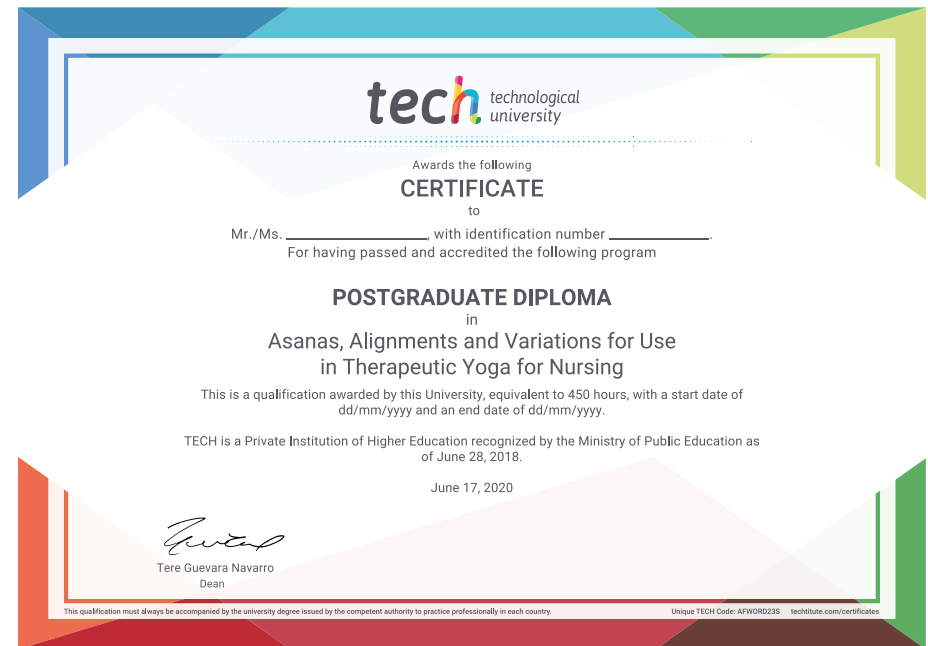 tech technological
university
Awards the following
CERTIFICATE
to
Mr./Ms. ____________________, with identification number ______________.
For having passed and accredited the following program
POSTGRADUATE DIPLOMA
in
Asanas, Alignments and Variations for Use
in Therapeutic Yoga for Nursing
This is a qualification awarded by this University, equivalent to 450 hours, with a start date of
dd/mm/yyyy and an end date of dd/mm/yyyy.
TECH is a Private Institution of Higher Education recognized by the Ministry of Public Education as
of June 28, 2018.
June 17, 2020
Tere Guevara Navarro
Dean
This qualification must always be accompanied by the university degree issued by the competent authority to practice professionally in each country.
Unique TECH Code: AFWORD23S techtitute.com/certificates